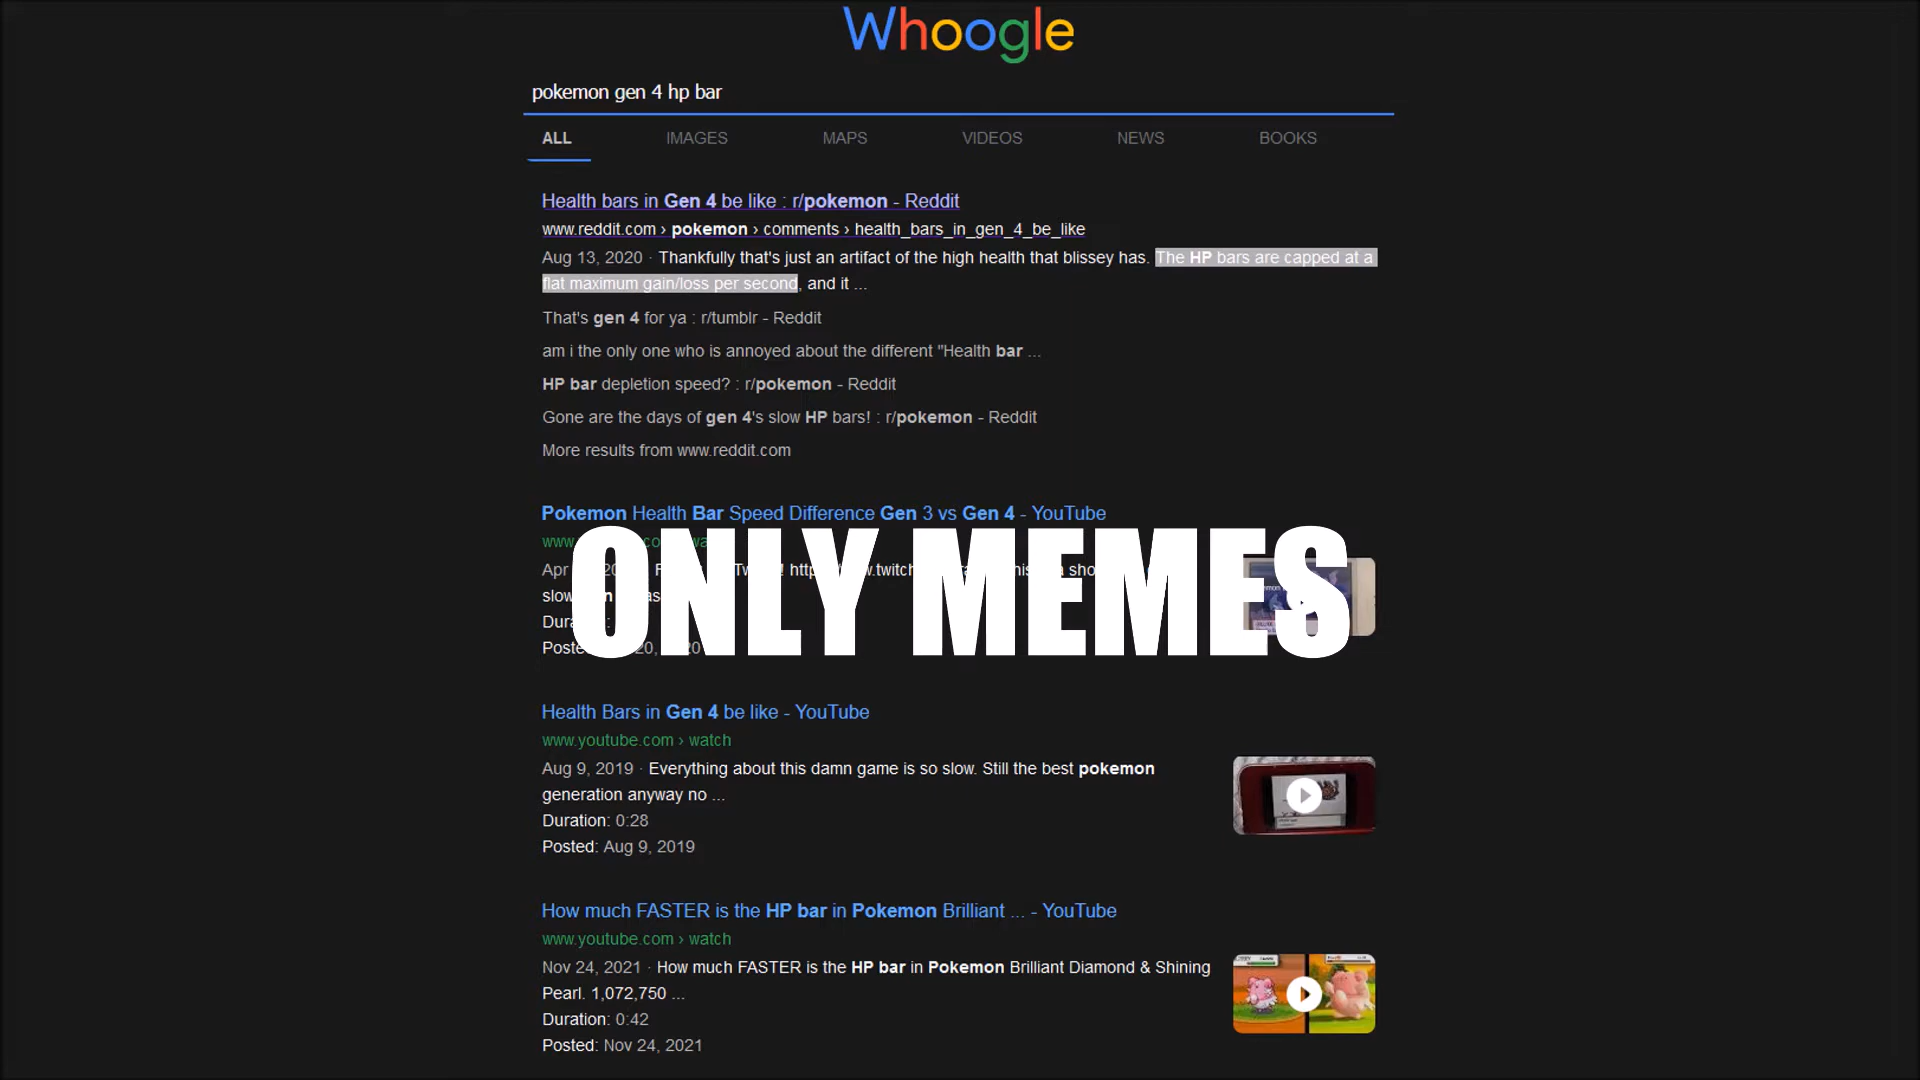 Whoogle
pokemon gen 4 hp bar
ALL IMAGES MAPS VIDEOS NEWS BOOKS
Health bars in Gen 4 be like : r/pokemon - Reddit
www.reddit.com › pokemon › comments › health_bars_in_gen_4_be_like
Aug 13, 2020 · Thankfully that's just an artifact of the high health that blissey has. The HP bars are capped at a
flat maximum gain/loss per second, and it ...
That's gen 4 for ya : r/tumblr - Reddit
am i the only one who is annoyed about the different "Health bar ...
HP bar depletion speed? : r/pokemon - Reddit
Gone are the days of gen 4's slow HP bars! : r/pokemon - Reddit
More results from www.reddit.com
Pokemon Health Bar Speed Difference Gen 3 vs Gen 4 - YouTube
ONLY MEMES
Apr
slow
Health Bars in Gen 4 be like - YouTube
www.youtube.com › watch
Aug 9, 2019 · Everything about this damn game is so slow. Still the best pokemon
generation anyway no ...
Duration: 0:28
Posted: Aug 9, 2019
How much FASTER is the HP bar in Pokemon Brilliant ... - YouTube
www.youtube.com › watch
Nov 24, 2021 · How much FASTER is the HP bar in Pokemon Brilliant Diamond & Shining
Pearl. 1,072,750 ...
Duration: 0:42
Posted: Nov 24, 2021